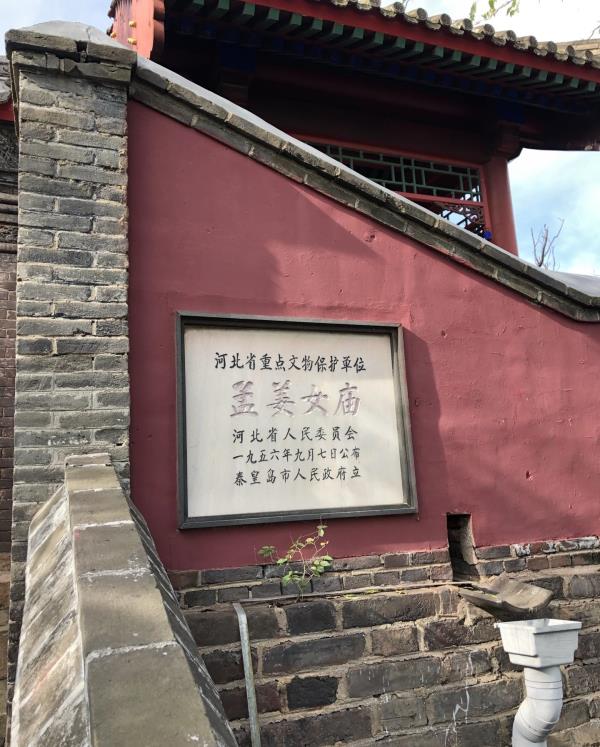 河北省重点文物保护单位
孟姜女庙
河北省人民委员会
一九五六年九月七日公布
秦皇岛市人民政府立